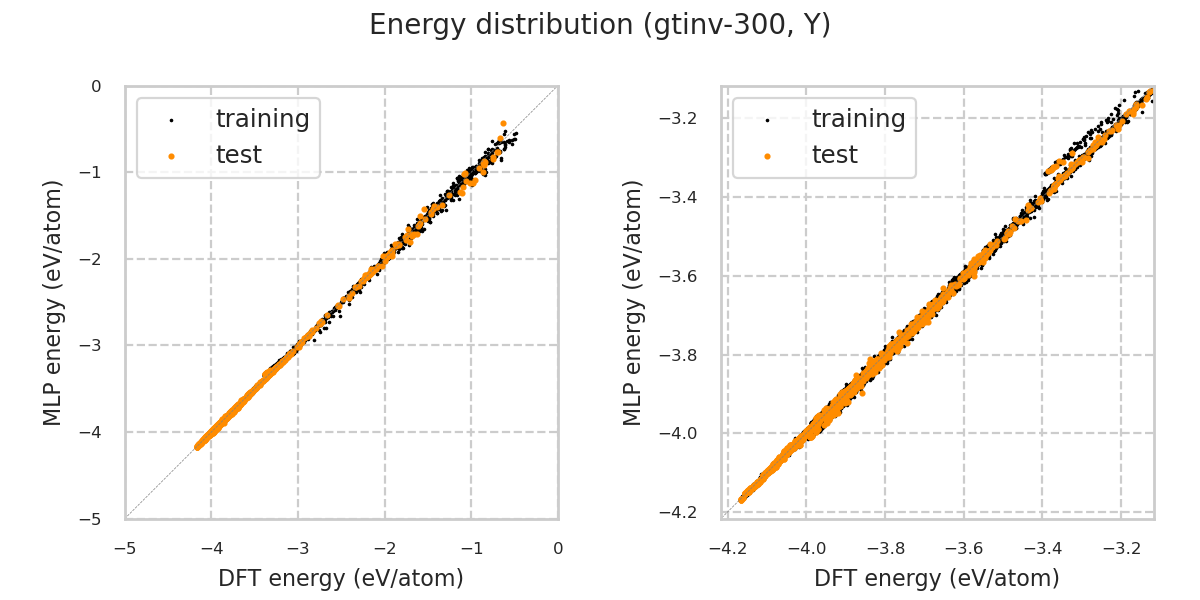 Energy distribution (gtinv-300, Y)
MLP energy (eV/atom)
0
−1
−2
−3
−4
−5
training
test
−5 −4 −3 −2 −1 0
DFT energy (eV/atom)
MLP energy (eV/atom)
−3.2
−3.4
−3.6
−3.8
−4.0
−4.2
training
test
−4.2 −4.0 −3.8 −3.6 −3.4 −3.2
DFT energy (eV/atom)